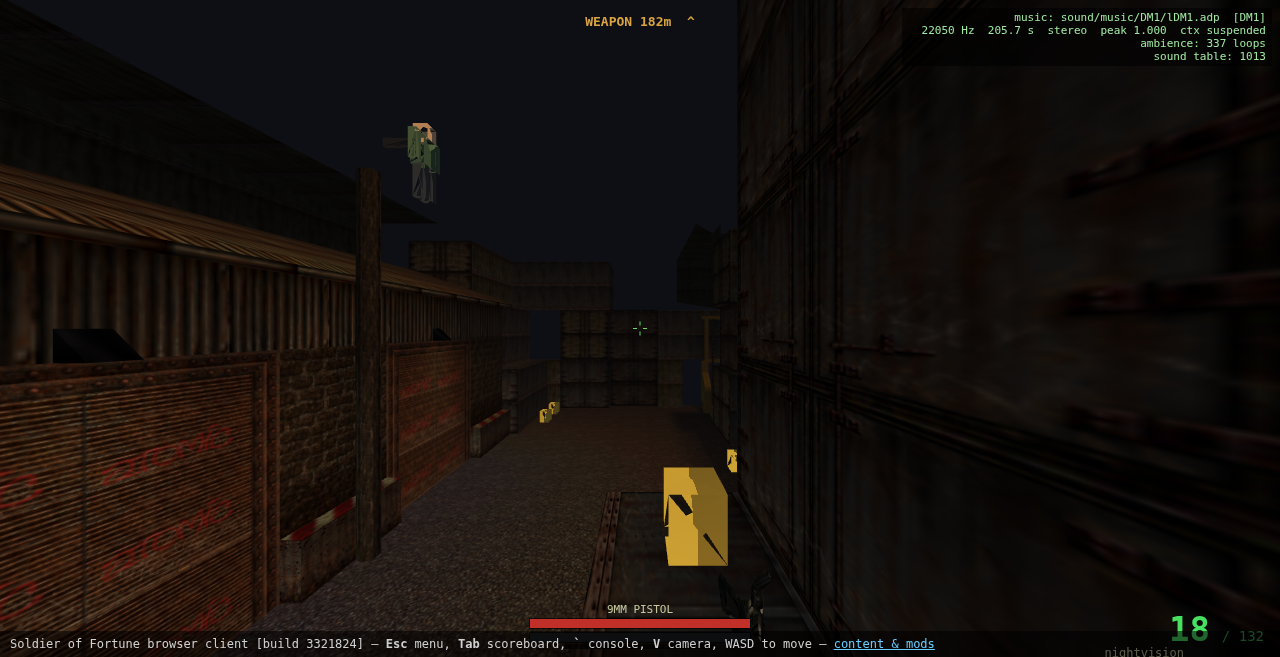 WEAPON 182m ^
music: sound/music/DM1/lDM1.adp [DM1]
22050 Hz 205.7 s stereo peak 1.000 ctx suspended
ambience: 337 loops
sound table: 1013
9MM PISTOL
18 / 132
Soldier of Fortune browser client [build 3321824] — Esc menu, Tab scoreboard, ` console, V camera, WASD to move — content & mods
nightvision